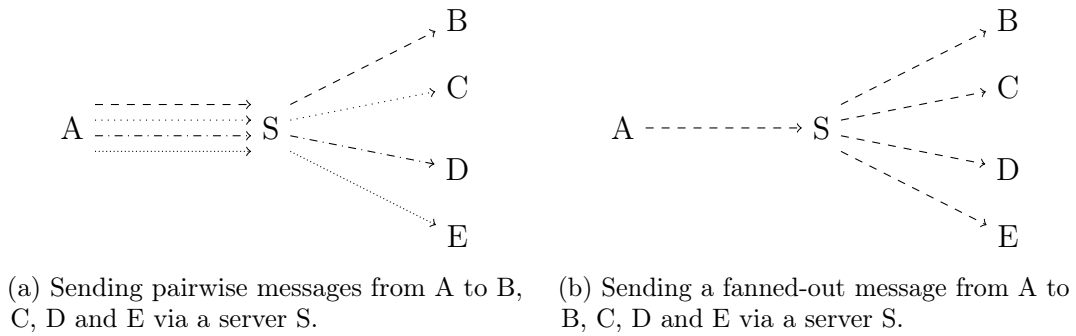 B
C
A
S
D
E
B
C
A
S
D
E
(a) Sending pairwise messages from A to B,
C, D and E via a server S.
(b) Sending a fanned-out message from A to
B, C, D and E via a server S.